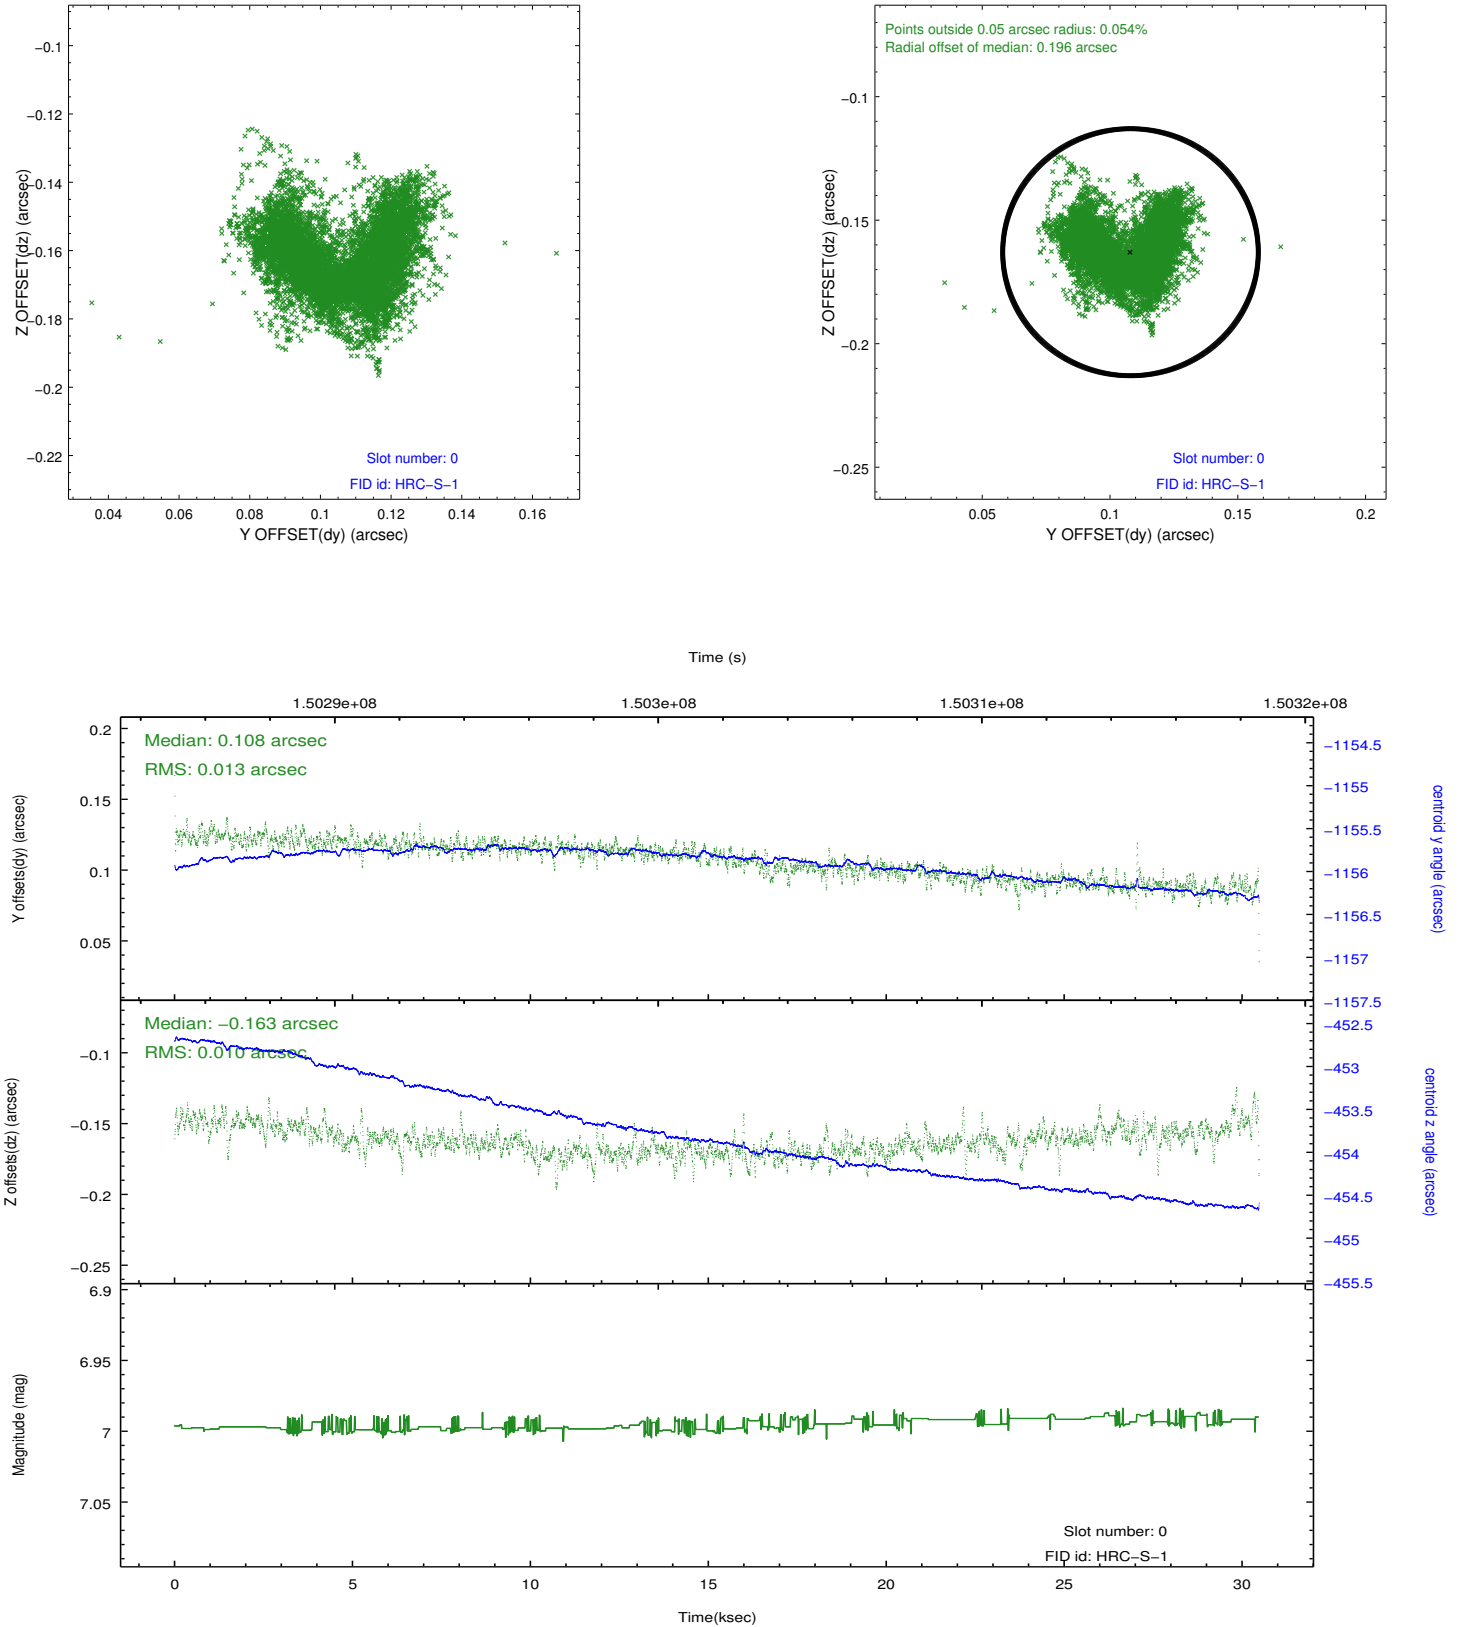 −0.1
−0.12
−0.14
−0.16
−0.18
−0.2
−0.22
Z OFFSET(dz) (arcsec)
Slot number: 0
FID id: HRC−S−1
0.04 0.06 0.08 0.1 0.12 0.14 0.16
Y OFFSET(dy) (arcsec)
Points outside 0.05 arcsec radius: 0.054%
Radial offset of median: 0.196 arcsec
−0.1
−0.15
−0.2
−0.25
Z OFFSET(dz) (arcsec)
Slot number: 0
FID id: HRC−S−1
0.05 0.1 0.15 0.2
Y OFFSET(dy) (arcsec)
Time (s)
1.5029e+08 1.503e+08 1.5031e+08 1.5032e+08
Median: 0.108 arcsec
RMS: 0.013 arcsec
0.2
0.15
0.1
0.05
Y offsets(dy) (arcsec)
−1154.5
−1155
−1155.5
−1156
−1156.5
−1157
−1157.5
centroid y angle (arcsec)
Median: −0.163 arcsec
RMS: 0.010 arcsec
−0.1
−0.15
−0.2
−0.25
Z offsets(dz) (arcsec)
−452.5
−453
−453.5
−454
−454.5
−455
−455.5
centroid z angle (arcsec)
6.9
6.95
7
7.05
Magnitude (mag)
Slot number: 0
FID id: HRC−S−1
0 5 10 15 20 25 30
Time(ksec)